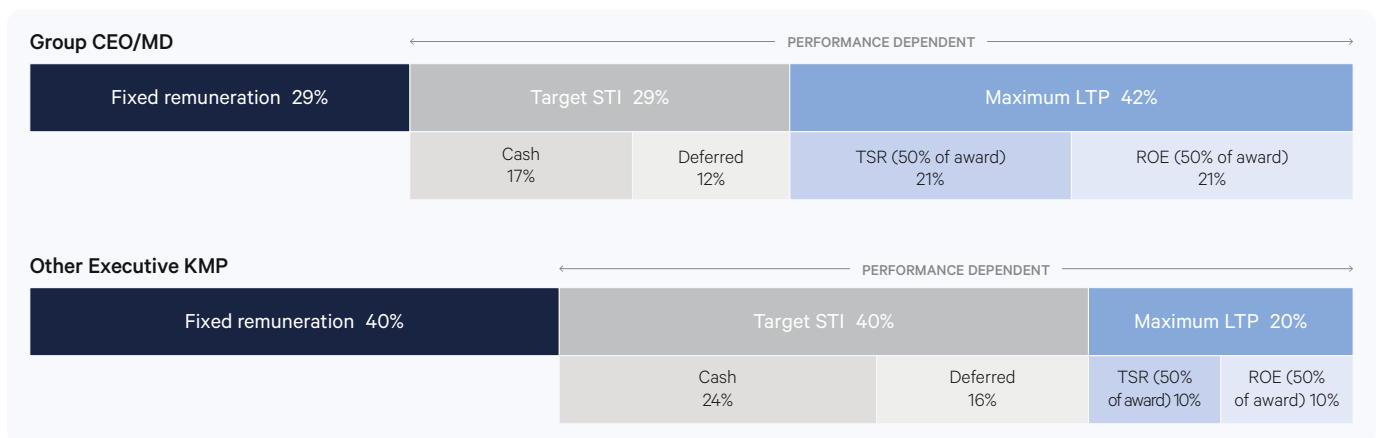 Group CEO/MD
PERFORMANCE DEPENDENT
Fixed remuneration 29%
Target STI 29%
Maximum LTP 42%
Cash
17%
Deferred
12%
TSR (50% of award)
21%
ROE (50% of award)
21%
Other Executive KMP
PERFORMANCE DEPENDENT
Fixed remuneration 40%
Target STI 40%
Maximum LTP 20%
Cash
24%
Deferred
16%
TSR (50%
of award) 10%
ROE (50%
of award) 10%